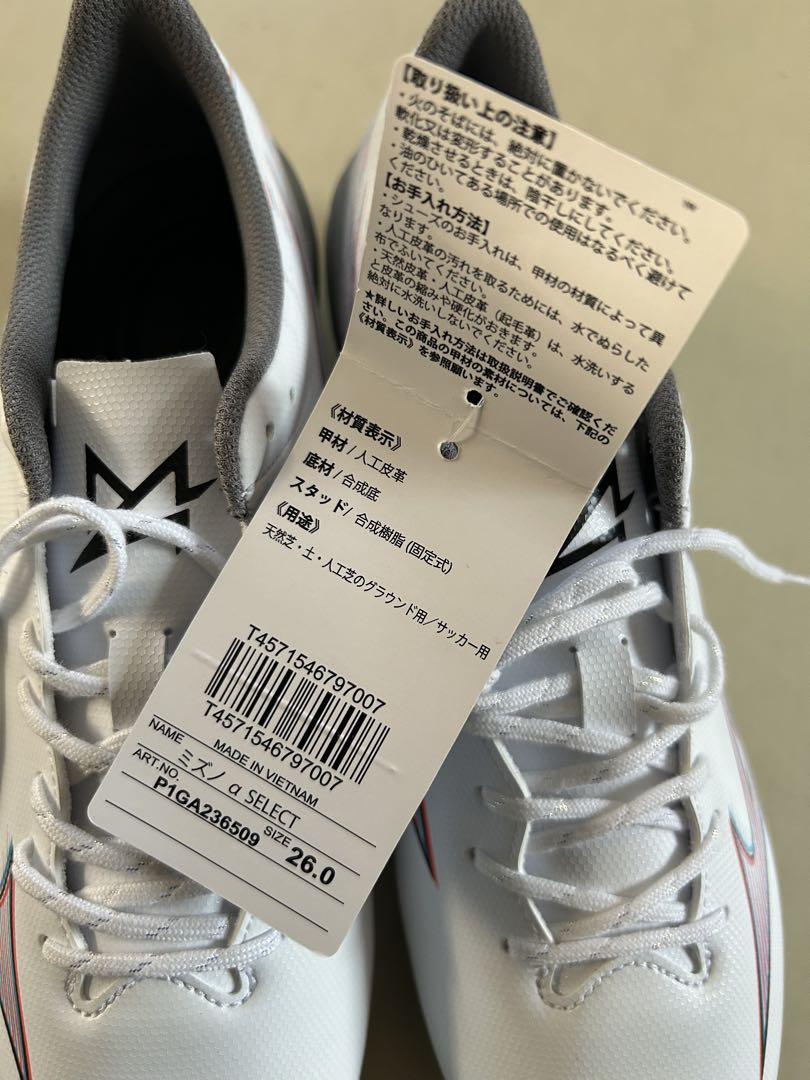 【取り扱い上の注意】
・火のそばには、絶対に置かないでください。
軟化又は変形することがあります。
・乾燥させるときは、陰干しにしてください。
・油のひいてある場所での使用はなるべく避けて
ください。
【お手入れ方法】
・シューズのお手入れは、甲材の材質によって異
なります。
・人工皮革の汚れを取るためには、水でぬらした
布でふいてください。
・天然皮革・人工皮革（起毛革）は、水洗いする
と皮革の縮みや硬化がおきます。
絶対に水洗いしないでください。
★詳しいお手入れ方法は取扱説明書でご確認くだ
さい。この商品の甲材の素材については、下記の
《材質表示》を参照願います。
《材質表示》
甲材/人工皮革
底材/合成底
スタッド/合成樹脂(固定式)
《用途》
天然芝・土・人工芝のグラウンド用/サッカー用
T4571546797007
T4571546797007
MADE IN VIETNAM
NAME ミズノ α SELECT
ART.NO. P1GA236509 SIZE 26.0